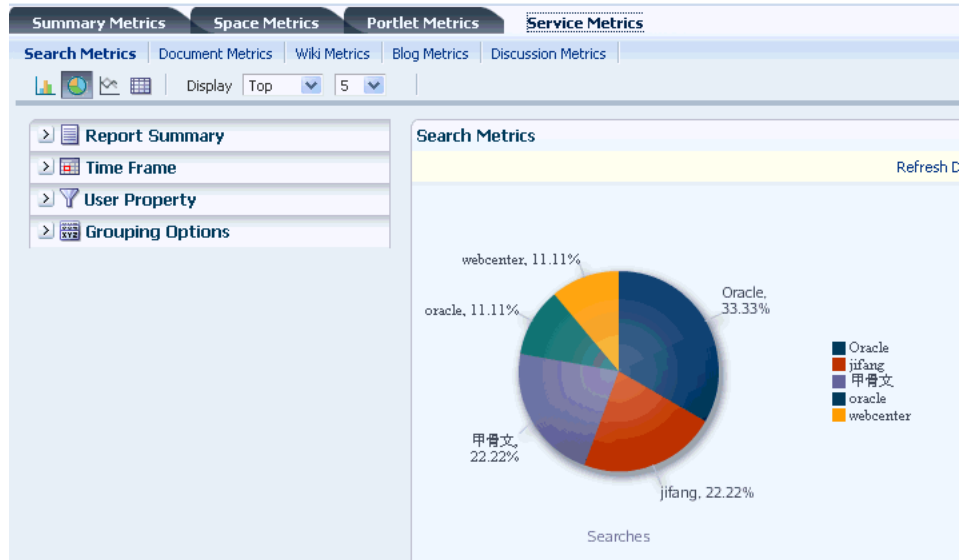 Summary Metrics Space Metrics Portlet Metrics Service Metrics
Search Metrics Document Metrics Wiki Metrics Blog Metrics Discussion Metrics
Display Top 5
Report Summary
Time Frame
User Property
Grouping Options
Search Metrics
Refresh D
webcenter, 11.11%
Oracle,
33.33%
oracle, 11.11%
甲骨文,
22.22%
jifang, 22.22%
Searches
Oracle
jifang
甲骨文
oracle
webcenter